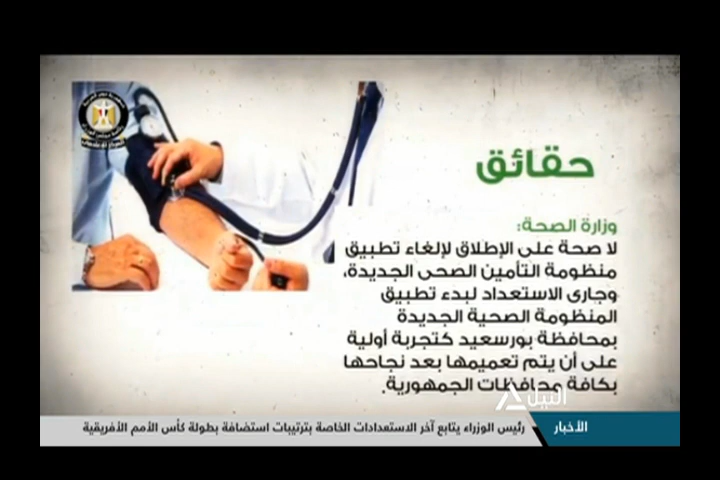 حقائق
وزارة الصحة:
لا صحة على الإطلاق لإلغاء تطبيق
منظومة التأمين الصحى الجديدة،
وجارى الاستعداد لبدء تطبيق
المنظومة الصحية الجديدة
بمحافظة بورسعيد كتجربة أولية
على أن يتم تعميمها بعد نجاحها
بكافة محافظات الجمهورية.
النيل
الأخبار
رئيس الوزراء يتابع آخر الاستعدادات الخاصة بترتيبات استضافة بطولة كأس الأمم الأفريقية